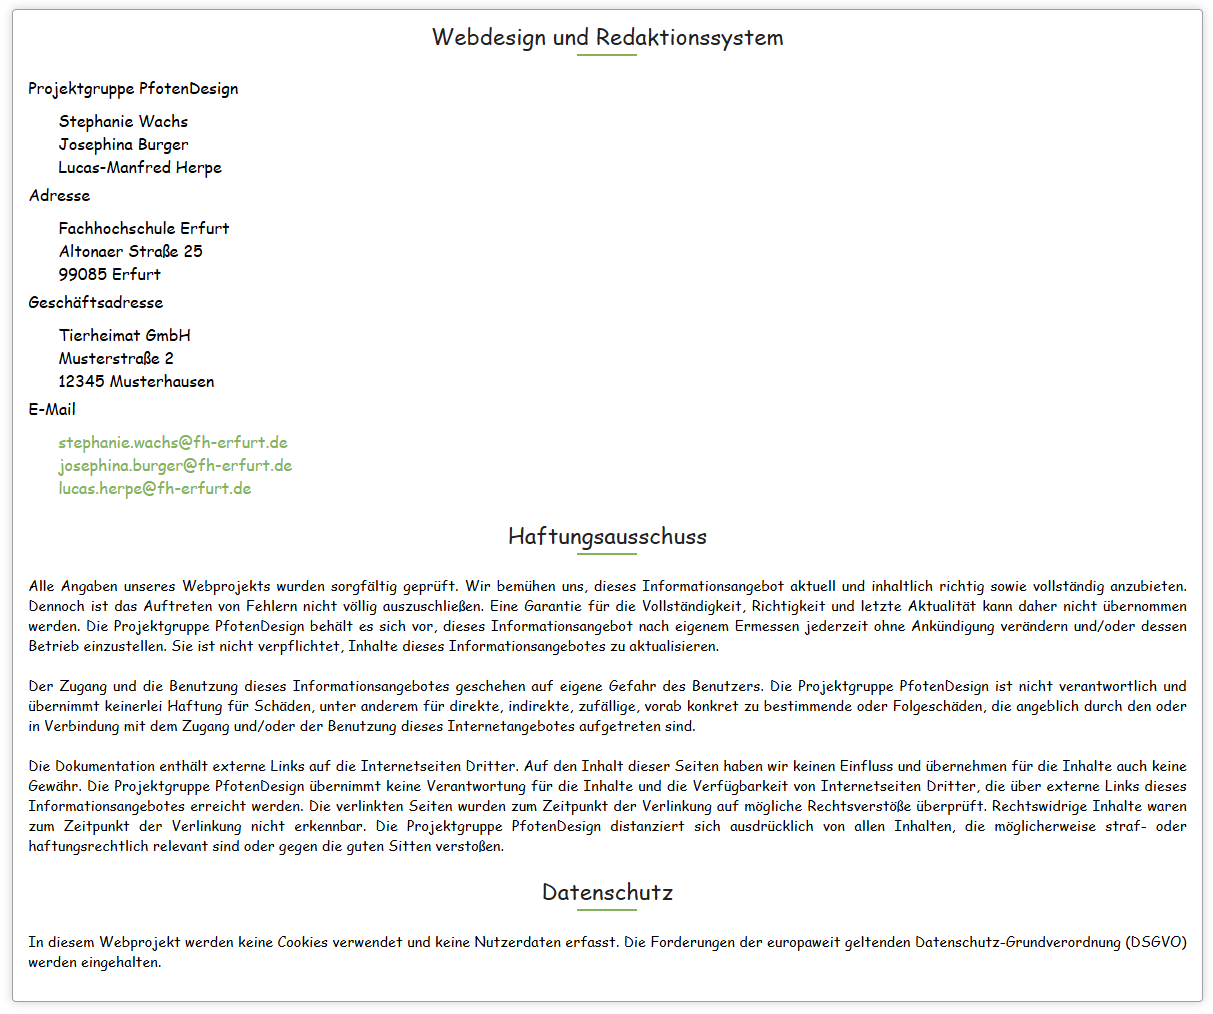 Webdesign und Redaktionssystem
Projektgruppe PfotenDesign
Stephanie Wachs
Josephina Burger
Lucas-Manfred Herpe
Adresse
Fachhochschule Erfurt
Altonaer Straße 25
99085 Erfurt
Geschäftsadresse
Tierheimat GmbH
Musterstraße 2
12345 Musterhausen
E-Mail
stephanie.wachs@fh-erfurt.de
josephina.burger@fh-erfurt.de
lucas.herpe@fh-erfurt.de
Haftungsausschuss
Alle Angaben unseres Webprojekts wurden sorgfältig geprüft. Wir bemühen uns, dieses Informationsangebot aktuell und inhaltlich richtig sowie vollständig anzubieten.
Dennoch ist das Auftreten von Fehlern nicht völlig auszuschließen. Eine Garantie für die Vollständigkeit, Richtigkeit und letzte Aktualität kann daher nicht übernommen
werden. Die Projektgruppe PfotenDesign behält es sich vor, dieses Informationsangebot nach eigenem Ermessen jederzeit ohne Ankündigung verändern und/oder dessen
Betrieb einzustellen. Sie ist nicht verpflichtet, Inhalte dieses Informationsangebotes zu aktualisieren.
Der Zugang und die Benutzung dieses Informationsangebotes geschehen auf eigene Gefahr des Benutzers. Die Projektgruppe PfotenDesign ist nicht verantwortlich und
übernimmt keinerlei Haftung für Schäden, unter anderem für direkte, indirekte, zufällige, vorab konkret zu bestimmende oder Folgeschäden, die angeblich durch den oder
in Verbindung mit dem Zugang und/oder der Benutzung dieses Internetangebotes aufgetreten sind.
Die Dokumentation enthält externe Links auf die Internetseiten Dritter. Auf den Inhalt dieser Seiten haben wir keinen Einfluss und übernehmen für die Inhalte auch keine
Gewähr. Die Projektgruppe PfotenDesign übernimmt keine Verantwortung für die Inhalte und die Verfügbarkeit von Internetseiten Dritter, die über externe Links dieses
Informationsangebotes erreicht werden. Die verlinkten Seiten wurden zum Zeitpunkt der Verlinkung auf mögliche Rechtsverstöße überprüft. Rechtswidrige Inhalte waren
zum Zeitpunkt der Verlinkung nicht erkennbar. Die Projektgruppe PfotenDesign distanziert sich ausdrücklich von allen Inhalten, die möglicherweise straf- oder
haftungsrechtlich relevant sind oder gegen die guten Sitten verstoßen.
Datenschutz
In diesem Webprojekt werden keine Cookies verwendet und keine Nutzerdaten erfasst. Die Forderungen der europaweit geltenden Datenschutz-Grundverordnung (DSGVO)
werden eingehalten.